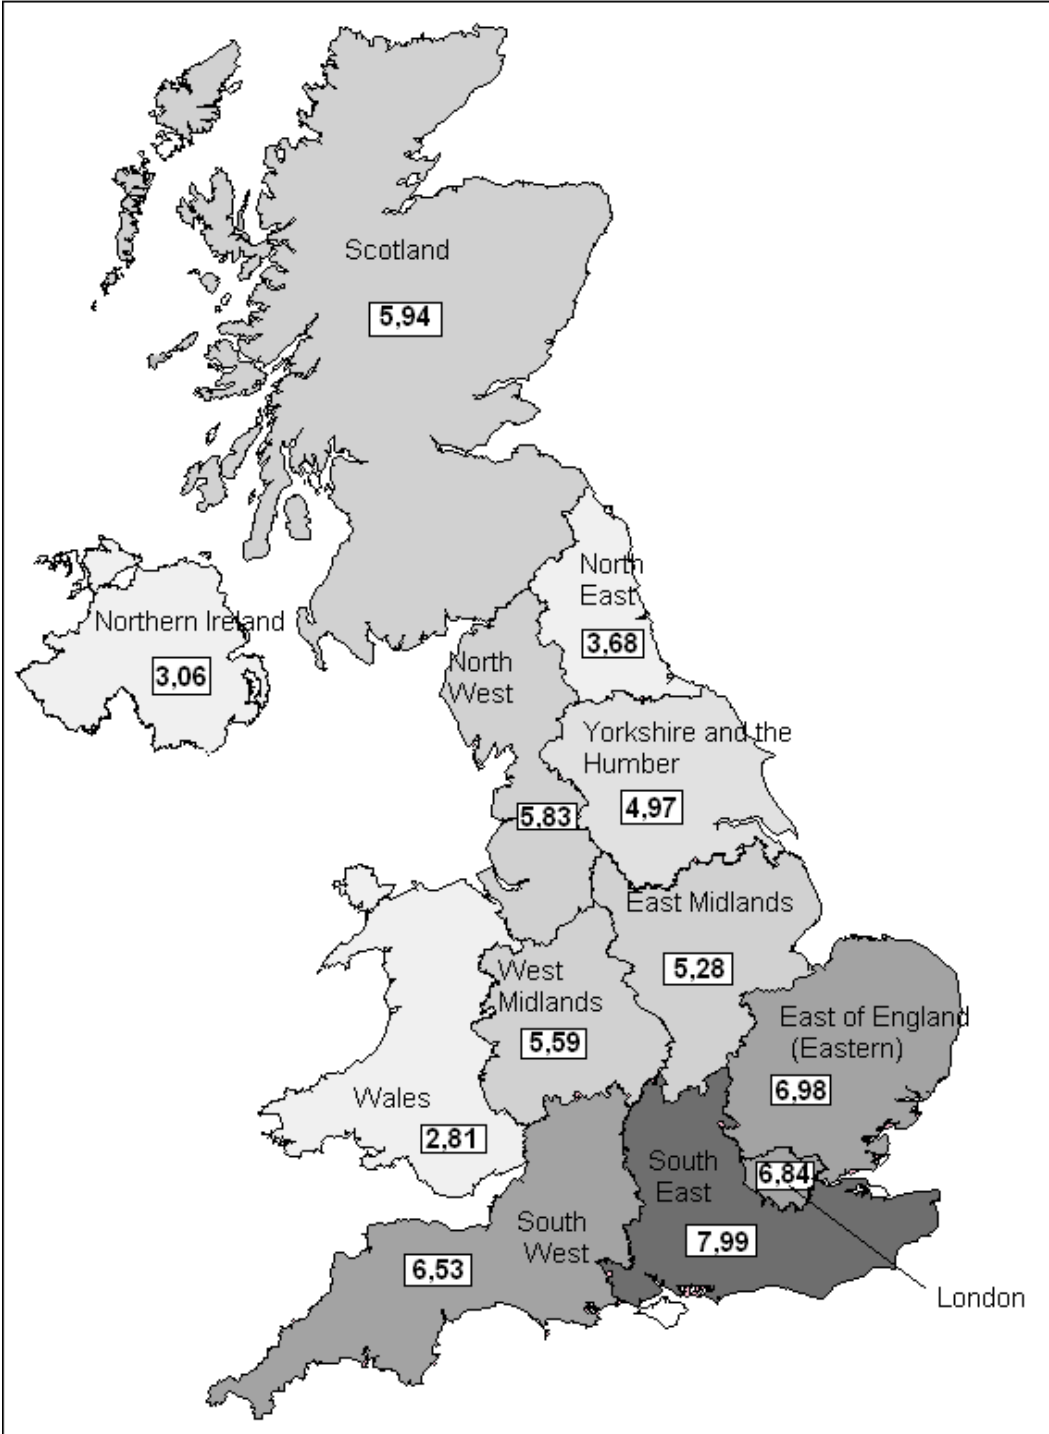 Scotland
5,94
North
East
3,68
Northern Ireland
3,06
North
West
5,83
Yorkshire and the
Humber
4,97
East Midlands
5,28
West
Midlands
5,59
East of England
(Eastern)
6,98
Wales
2,81
South
East
7,99
6,84
London
South
West
6,53